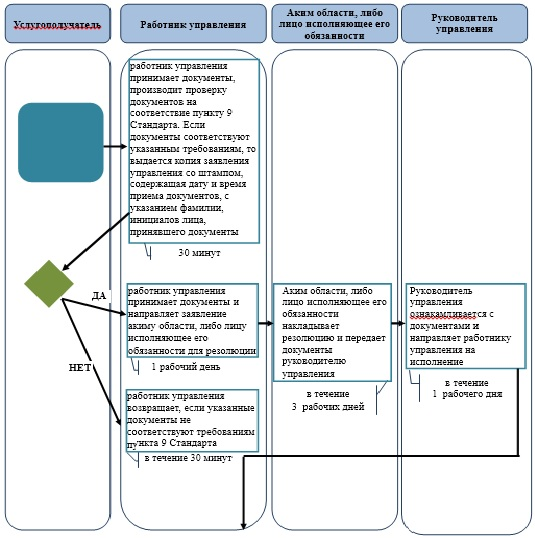 Услугополучатель
Работник управления
Аким области, либо
лицо исполняющее его
обязанности
Руководитель
управления
работник управления
принимает документы,
производит проверку
документов на
соответствие пункту 9
Стандарта. Если
документы соответствуют
указанным требованиям, то
выдается копия заявления
управления со штампом,
содержащая дату и время
приема документов, с
указанием фамилии,
инициалов лица,
принявшего документы
30 минут
ДА
работник управления
принимает документы и
направляет заявление
акиму области, либо лицу
исполняющее его
обязанности для резолюции
1 рабочий день
Аким области, либо
лицо исполняющее его
обязанности
накладывает
резолюцию и передает
документы
руководителю
управления
в течение
3 рабочих дней
Руководитель
управления
ознакамливается с
документами и
направляет работнику
управления на
исполнение
в течение
1 рабочего дня
НЕТ
работник управления
возвращает, если указанные
документы не
соответствуют требованиям
пункта 9 Стандарта
в течение 30 минут